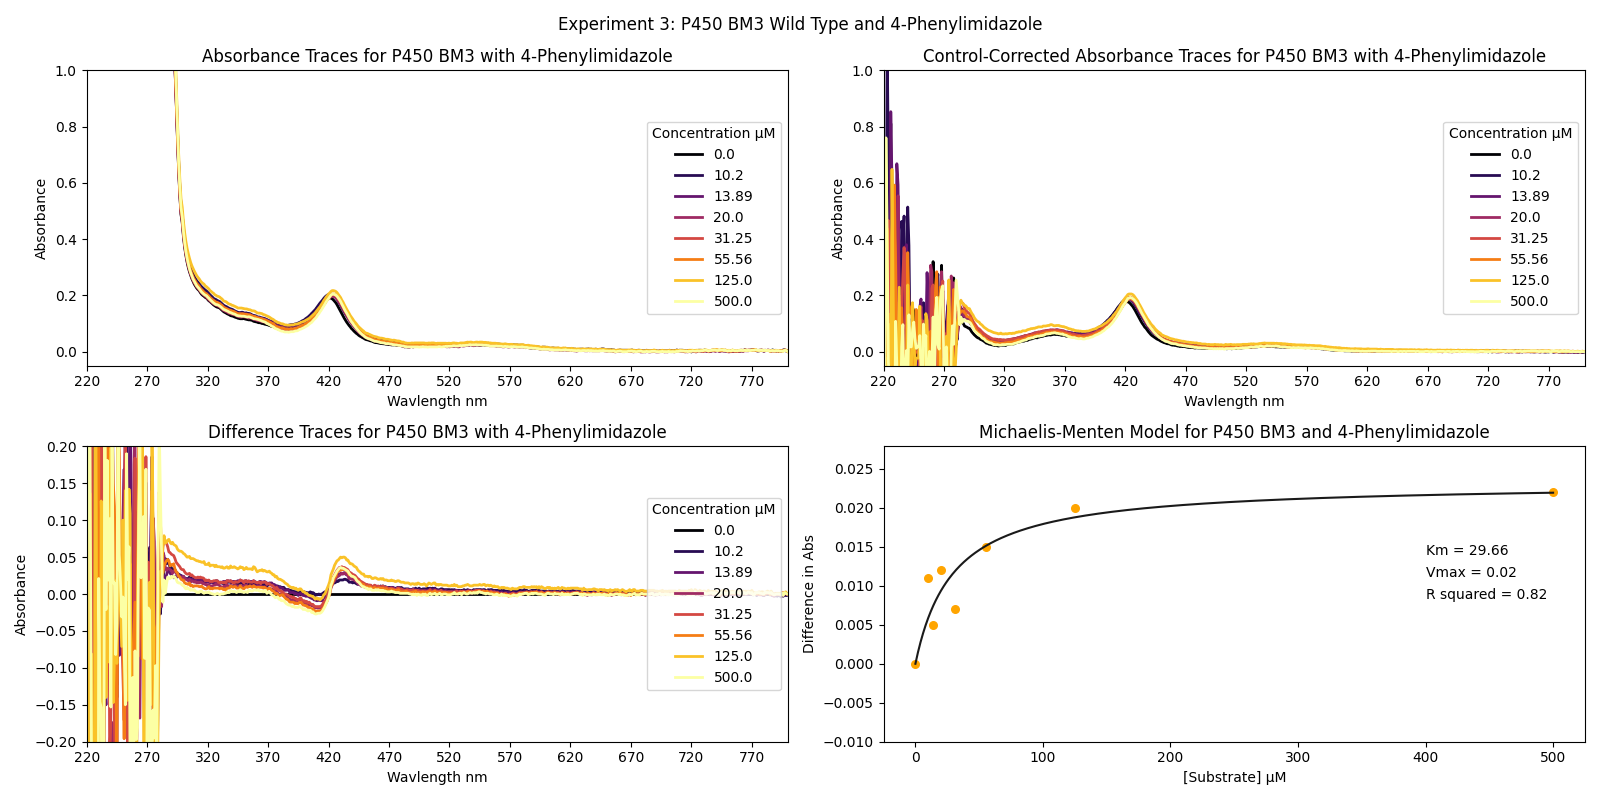 Experiment 3: P450 BM3 Wild Type and 4-Phenylimidazole
Absorbance Traces for P450 BM3 with 4-Phenylimidazole
1.0
0.8
0.6
0.4
0.2
0.0
Absorbance
220 270 320 370 420 470 520 570 620 670 720 770
Wavlength nm
Concentration μM
0.0
10.2
13.89
20.0
31.25
55.56
125.0
500.0
Control-Corrected Absorbance Traces for P450 BM3 with 4-Phenylimidazole
1.0
0.8
0.6
0.4
0.2
0.0
Absorbance
220 270 320 370 420 470 520 570 620 670 720 770
Wavlength nm
Concentration μM
0.0
10.2
13.89
20.0
31.25
55.56
125.0
500.0
Difference Traces for P450 BM3 with 4-Phenylimidazole
0.20
0.15
0.10
0.05
0.00
−0.05
−0.10
−0.15
−0.20
Absorbance
220 270 320 370 420 470 520 570 620 670 720 770
Wavlength nm
Concentration μM
0.0
10.2
13.89
20.0
31.25
55.56
125.0
500.0
Michaelis-Menten Model for P450 BM3 and 4-Phenylimidazole
0.025
0.020
0.015
0.010
0.005
0.000
−0.005
−0.010
Difference in Abs
Km = 29.66
Vmax = 0.02
R squared = 0.82
0 100 200 300 400 500
[Substrate] μM